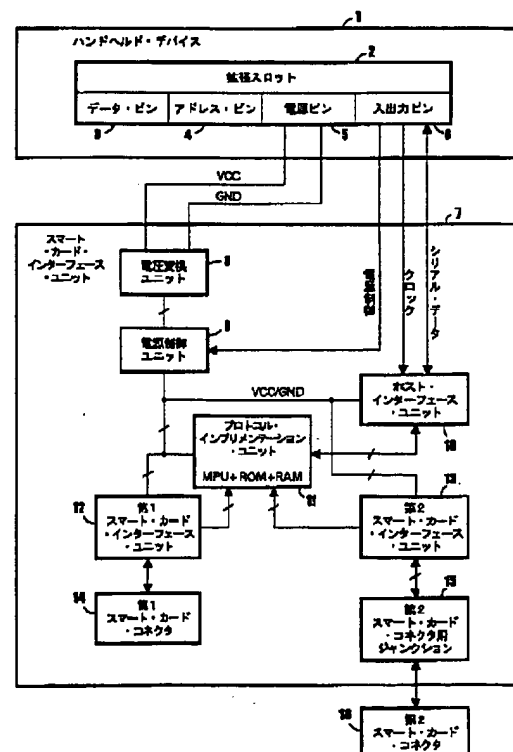 1
ハンドヘルド・デバイス
2
拡張スロット
データ・ピン
アドレス・ピン
電源ピン
入出力ピン
3
4
5
6
VCC
GND
7
スマート
・カード・
インターフェース
・ユニット
電圧変換
ユニット
8
電源制御
クロック
シリアル・データ
電源制御
ユニット
9
VCC/GND
ホスト・
インターフェース・
ユニット
10
プロトコル・
インプリメンテーション・
ユニット
MPU+ROM+RAM
11
12
第1
スマート・カード
・インターフェース
・ユニット
13
第2
スマート・カード
・インターフェース
・ユニット
14
第1
スマート・カード
・コネクタ
15
第2
スマート・カード
・コネクタ用
ジャンクション
16
第2
スマート・カード
・コネクタ